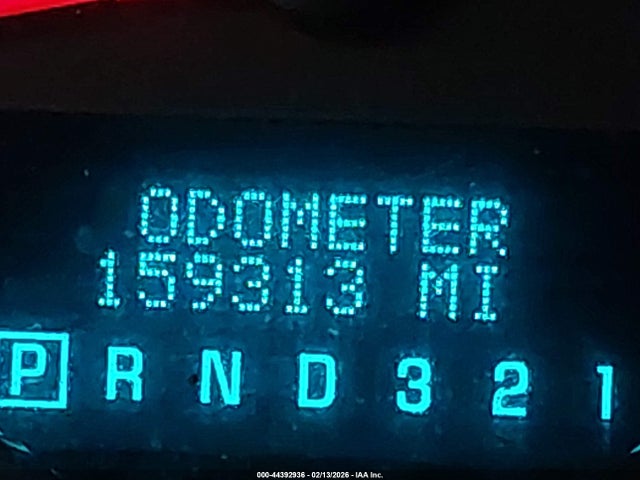 ODOMETER
159313 MI
P R N D 3 2 1
000-44392936 - 02/13/2026 - IAA Inc.